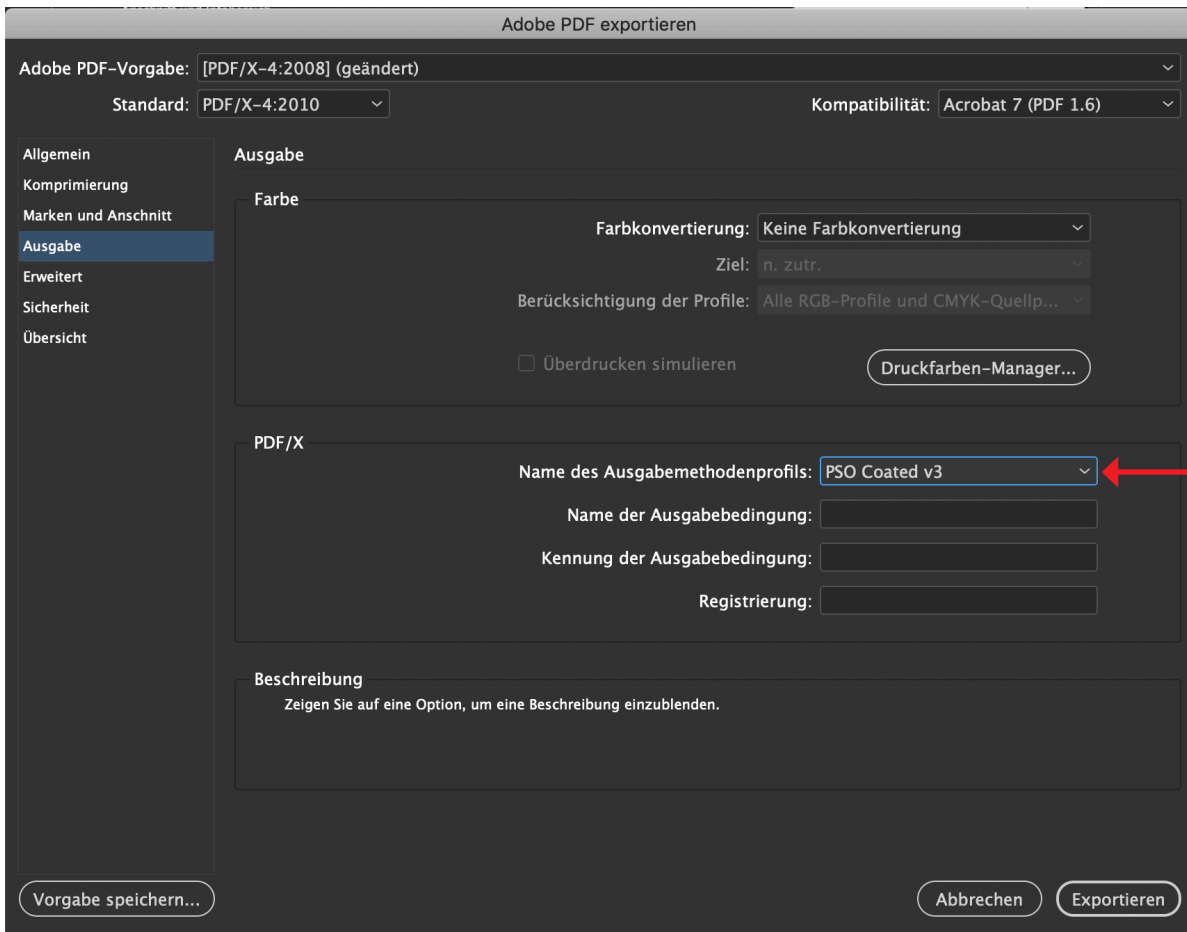 Adobe PDF exportieren
Adobe PDF-Vorgabe: [PDF/X-4:2008] (geändert)
Standard: PDF/X-4:2010 Kompatibilität: Acrobat 7 (PDF 1.6)
Allgemein
Komprimierung
Marken und Anschnitt
Ausgabe
Erweitert
Sicherheit
Übersicht
Ausgabe
Farbe
Farbkonvertierung: Keine Farbkonvertierung
Ziel: n. zutr.
Berücksichtigung der Profile: Alle RGB-Profile und CMYK-Quellp...
Überdrucken simulieren Druckfarben-Manager...
PDF/X
Name des Ausgabemethodenprofils: PSO Coated v3
Name der Ausgabebedingung:
Kennung der Ausgabebedingung:
Registrierung:
Beschreibung
Zeigen Sie auf eine Option, um eine Beschreibung einzublenden.
Vorgabe speichern... Abbrechen Exportieren